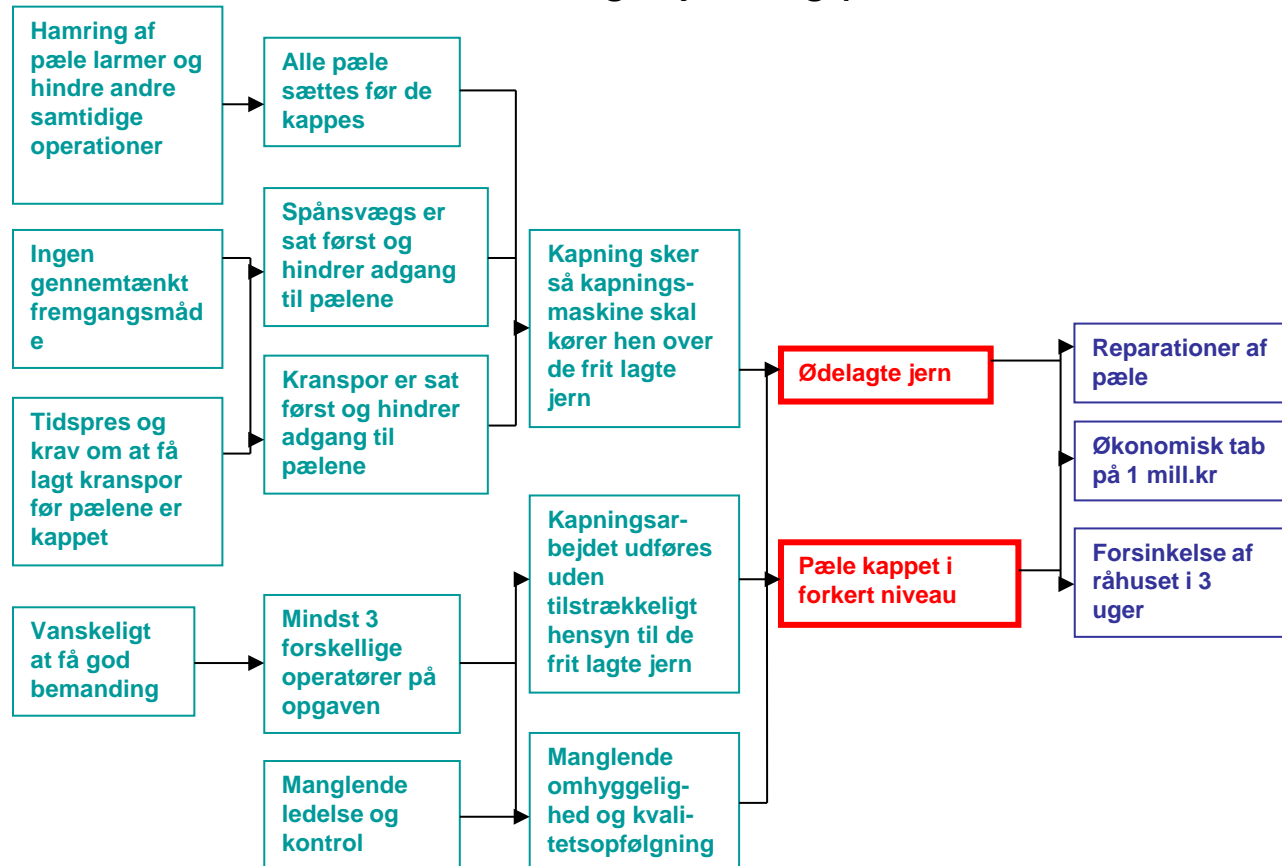 Hamring af
pæle larmer og
hindre andre
samtidige
operationer
Alle pæle
sættes før de
kappes
Spånsvægs er
sat først og
hindrer adgang
til pælene
Ingen
gennemtænkt
fremgangsmåd
e
Kapning sker
så kapnings-
maskine skal
kører hen over
de frit lagte
jern
Kranspor er sat
først og hindrer
adgang til
pælene
Tidspres og
krav om at få
lagt kranspor
før pælene er
kappet
Ødelagte jern
Reparationer af
pæle
Økonomisk tab
på 1 mill.kr
Kapningsar-
bejdet udføres
uden
tilstrækkeligt
hensyn til de
frit lagte jern
Pæle kappet i
forkert niveau
Forsinkelse af
råhuset i 3
uger
Vanskeligt
at få god
bemanding
Mindst 3
forskellige
operatører på
opgaven
Manglende
ledelse og
kontrol
Manglende
omhyggelig-
hed og kvali-
tetsopfølgning